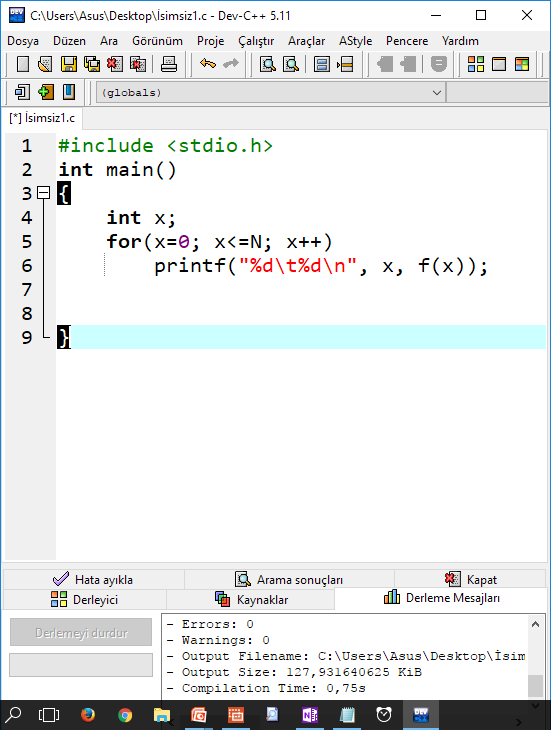 C:\Users\Asus\Desktop\İsimsiz1.c - Dev-C++ 5.11
Dosya Düzen Ara Görünüm Proje Çalıştır Araçlar AStyle Pencere Yardım
(globals)
[*] İsimsiz1.c
1 #include <stdio.h>
2 int main()
3 {
4 int x;
5 for(x=0; x<=N; x++)
6 printf("%d\t%d\n", x, f(x));
7
8
9 }
Hata ayıkla Arama sonuçları Kapat
Derleyici Kaynaklar Derleme Mesajları
Derlemeyi durdur
- Errors: 0
- Warnings: 0
- Output Filename: C:\Users\Asus\Desktop\İsim
- Output Size: 127,931640625 KiB
- Compilation Time: 0,75s